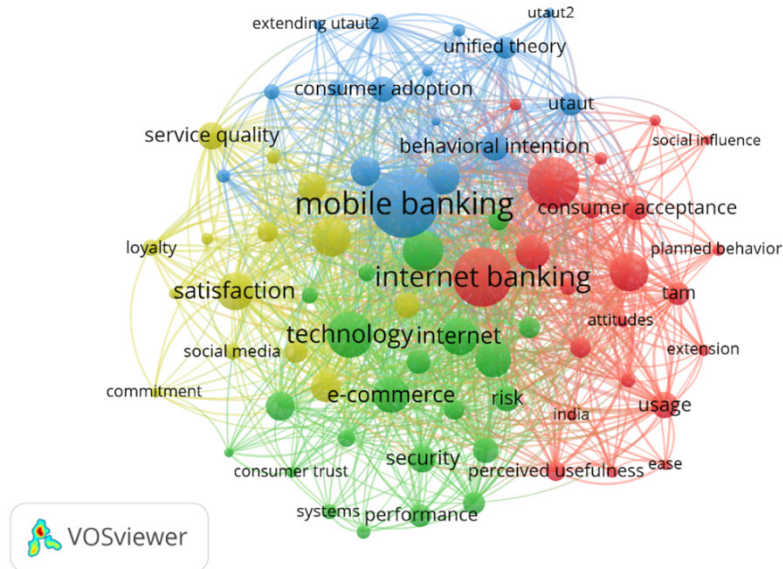 utaut2
extending utaut2
unified theory
consumer adoption
utaut
service quality
behavioral intention
social influence
mobile banking
consumer acceptance
loyalty
planned behavior
internet banking
satisfaction
tam
attitudes
technology
internet
social media
extension
commitment
e-commerce
risk
india
usage
security
consumer trust
perceived usefulness
ease
systems
performance
VOSviewer